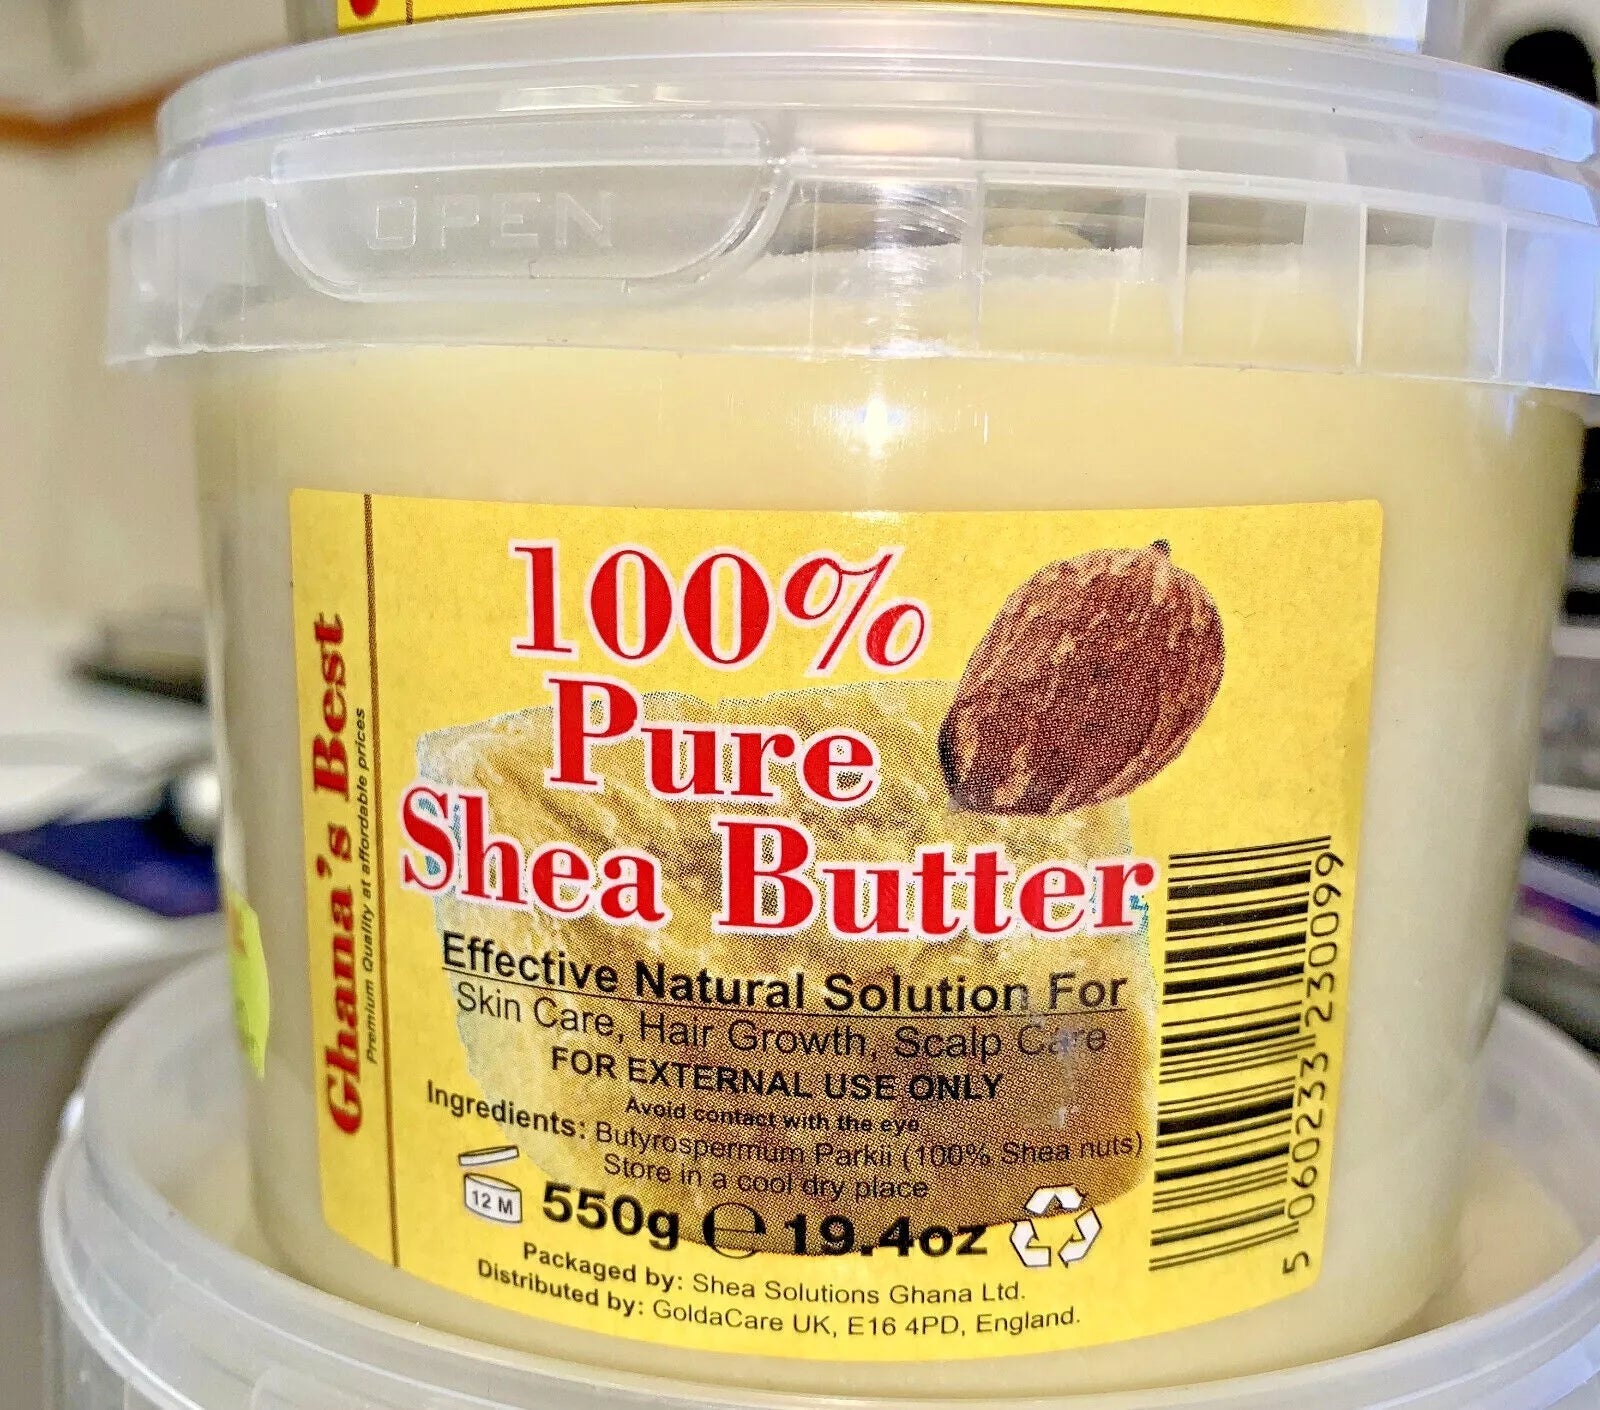 OPEN
Ghana's Best
Premium Quality at affordable prices
100%
Pure
Shea Butter
Effective Natural Solution For
Skin Care, Hair Growth, Scalp Care
FOR EXTERNAL USE ONLY
Avoid contact with the eye.
Ingredients: Butyrospermum Parkii (100% Shea nuts)
Store in a cool dry place
12 M
550g ℮ 19.4oz
Packaged by: Shea Solutions Ghana Ltd.
Distributed by: GoldaCare UK, E16 4PD, England.
5 060233 230099